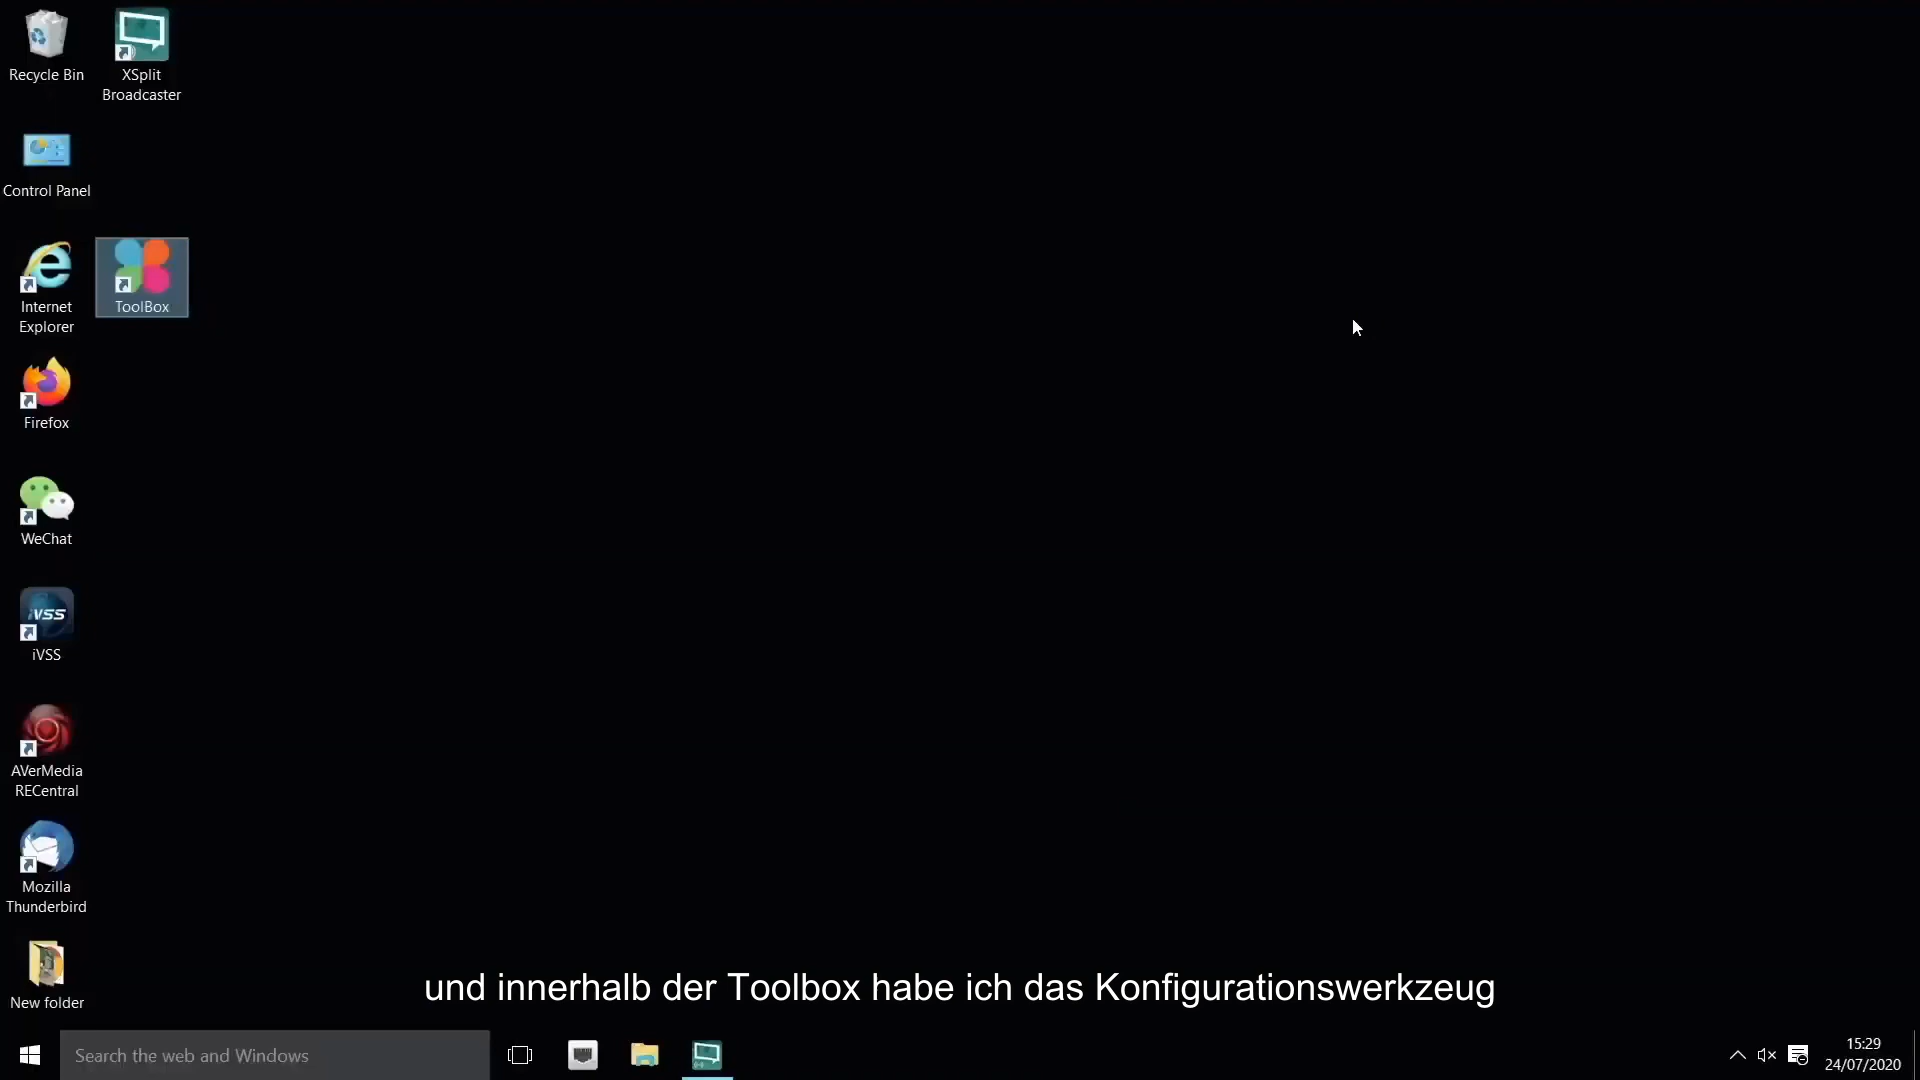 Recycle Bin
XSplit
Broadcaster
Control Panel
Internet
Explorer
ToolBox
Firefox
WeChat
iVSS
iVSS
AVerMedia
RECentral
Mozilla
Thunderbird
New folder
und innerhalb der Toolbox habe ich das Konfigurationswerkzeug
Search the web and Windows
15:29
24/07/2020